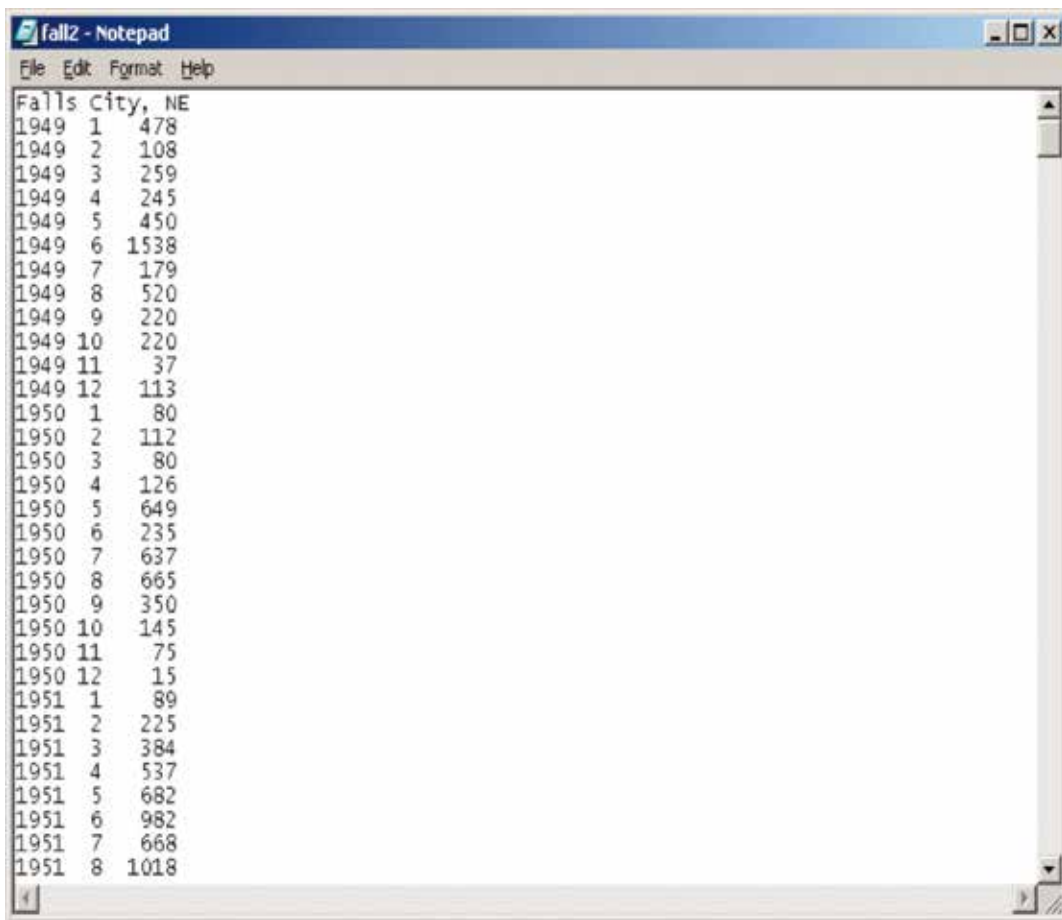 fall2 - Notepad
File Edit Format Help
Falls City, NE
1949  1   478
1949  2   108
1949  3   259
1949  4   245
1949  5   450
1949  6  1538
1949  7   179
1949  8   520
1949  9   220
1949 10   220
1949 11    37
1949 12   113
1950  1    80
1950  2   112
1950  3    80
1950  4   126
1950  5   649
1950  6   235
1950  7   637
1950  8   665
1950  9   350
1950 10   145
1950 11    75
1950 12    15
1951  1    89
1951  2   225
1951  3   384
1951  4   537
1951  5   682
1951  6   982
1951  7   668
1951  8  1018